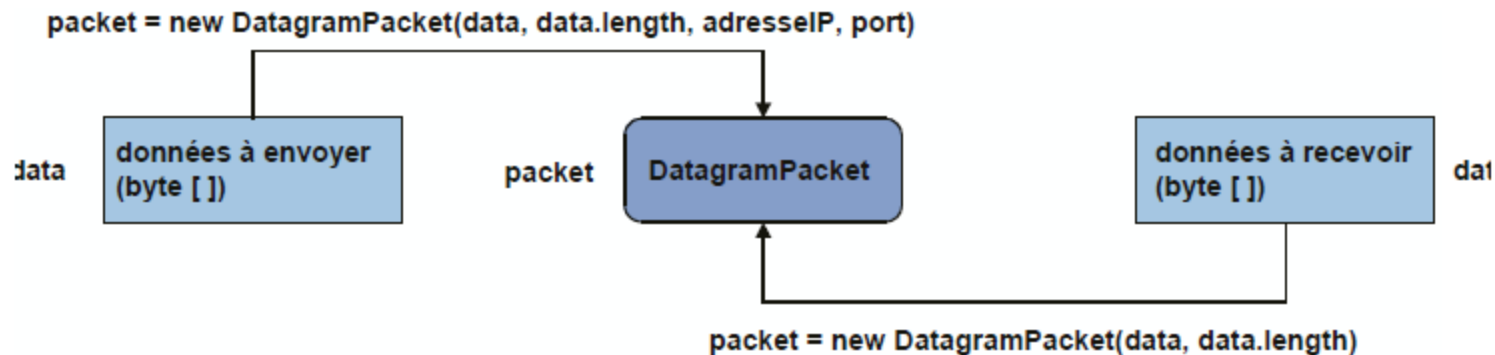 packet = new DatagramPacket(data, data.length, adresseIP, port)
data
données à envoyer
(byte [ ])
packet
DatagramPacket
données à recevoir
(byte [ ])
dat
packet = new DatagramPacket(data, data.length)